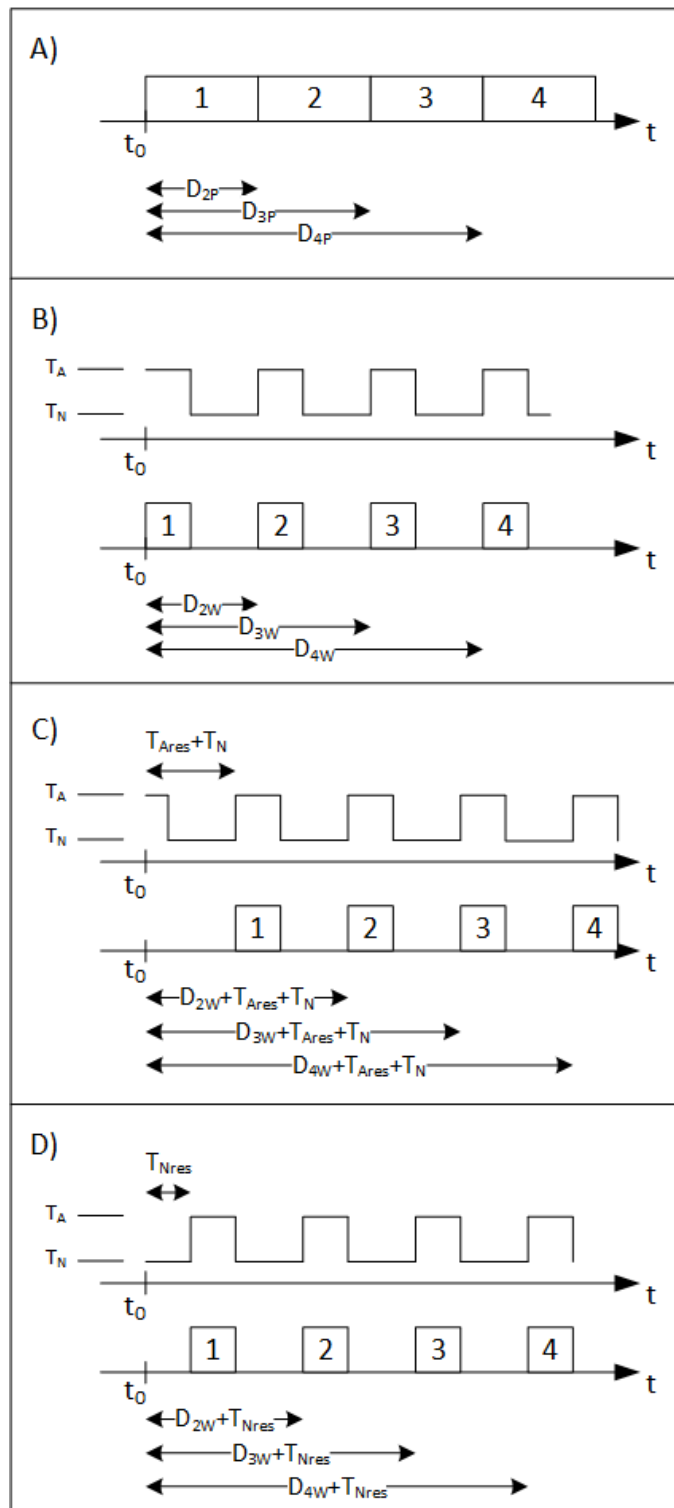 A)
1 2 3 4
t0 t
D2P
D3P
D4P
B)
TA
TN
t0 t
1 2 3 4
t0 t
D2W
D3W
D4W
C)
TAres+TN
TA
TN
t0 t
1 2 3 4
t0 t
D2W+TAres+TN
D3W+TAres+TN
D4W+TAres+TN
D)
TNres
TA
TN
t0 t
1 2 3 4
t0 t
D2W+TNres
D3W+TNres
D4W+TNres